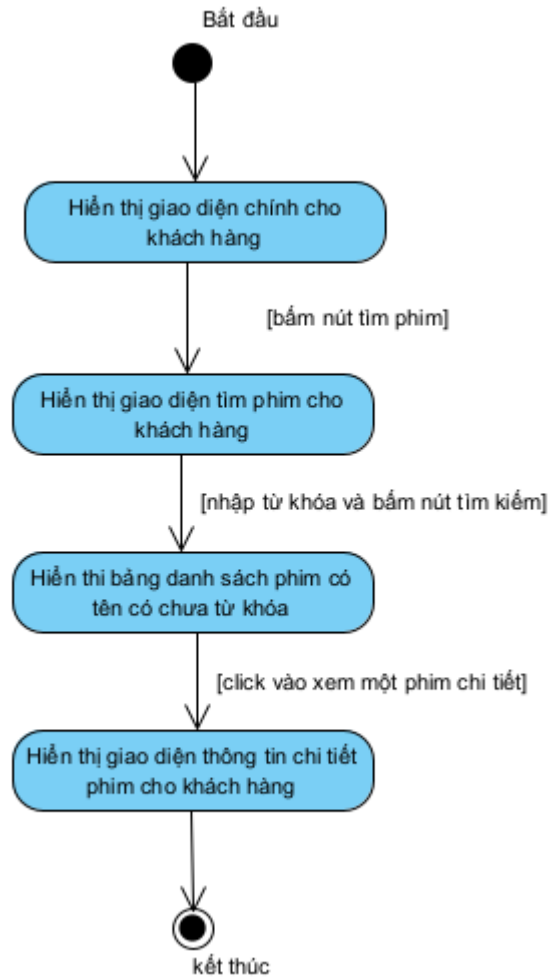 Bắt đầu
Hiển thị giao diện chính cho
khách hàng
[bấm nút tìm phim]
Hiển thị giao diện tìm phim cho
khách hàng
[nhập từ khóa và bấm nút tìm kiếm]
Hiển thi bảng danh sách phim có
tên có chưa từ khóa
[click vào xem một phim chi tiết]
Hiển thị giao diện thông tin chi tiết
phim cho khách hàng
kết thúc